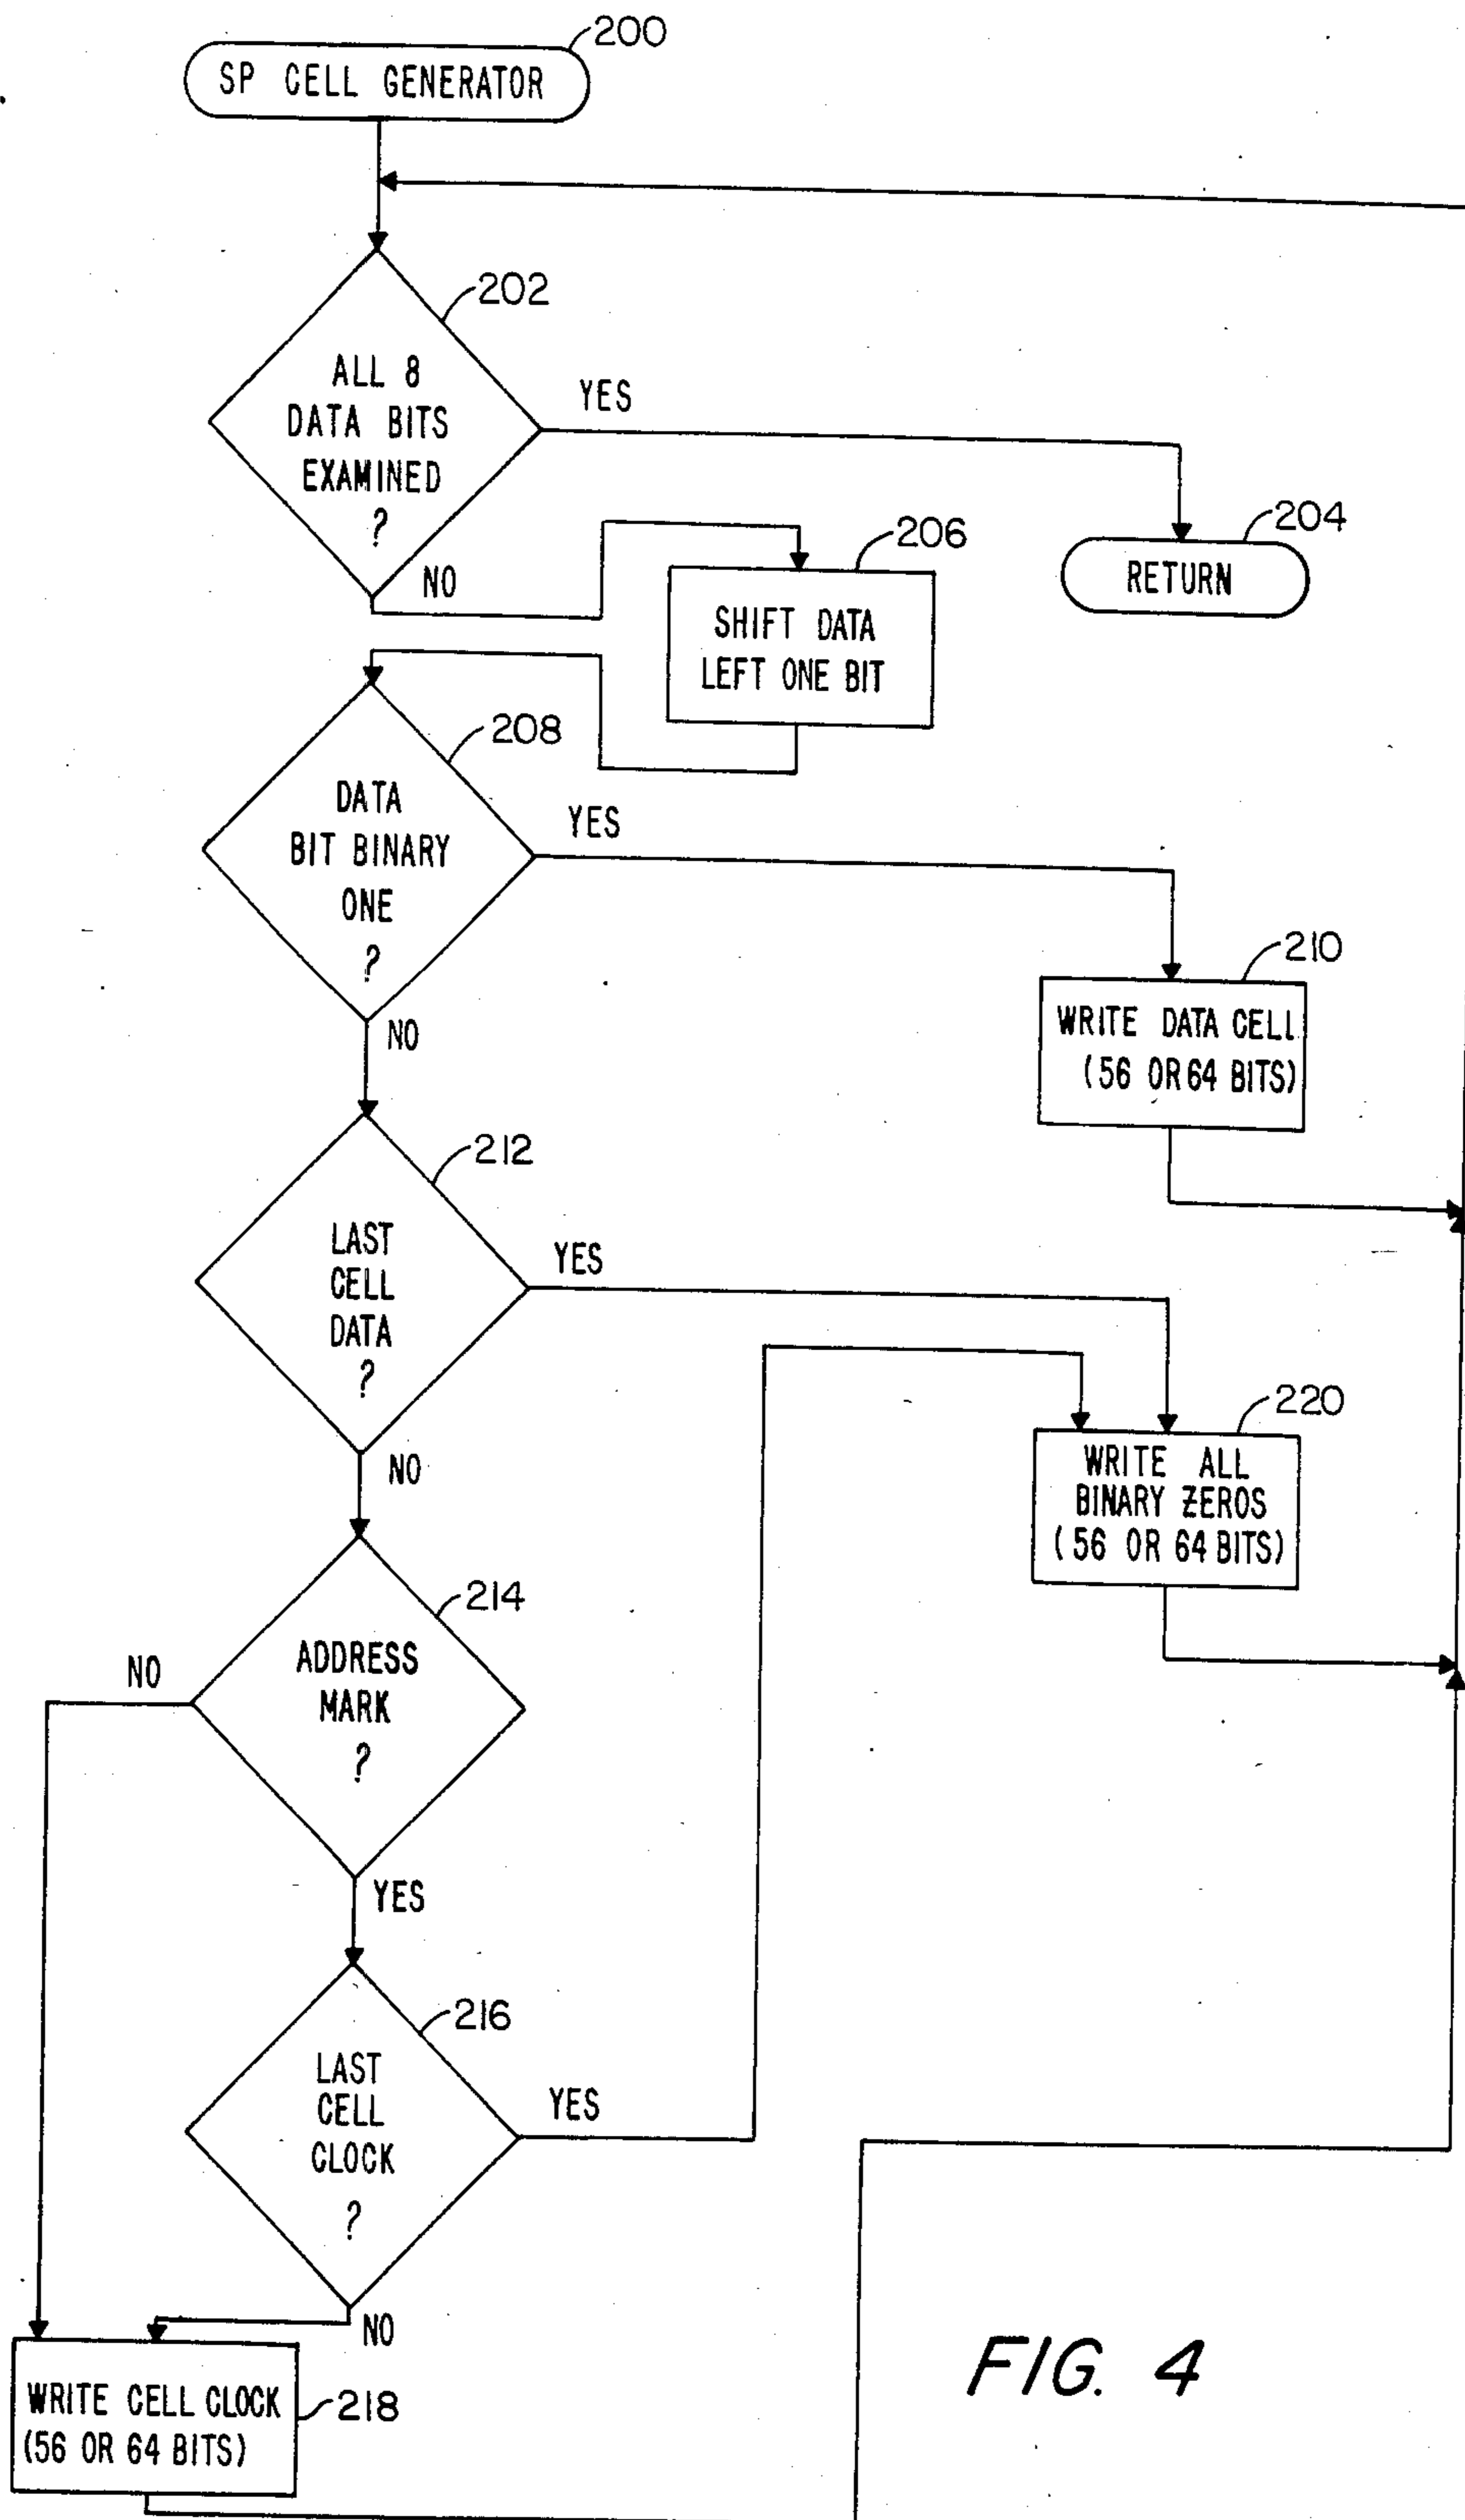 200
SP CELL GENERATOR
202
ALL 8
DATA BITS
EXAMINED
?
YES
NO
204
RETURN
206
SHIFT DATA
LEFT ONE BIT
208
DATA
BIT BINARY
ONE
?
YES
NO
210
WRITE DATA CELL
(56 OR 64 BITS)
212
LAST
CELL
DATA
?
YES
NO
220
WRITE ALL
BINARY ZEROS
(56 OR 64 BITS)
214
ADDRESS
MARK
?
NO
YES
216
LAST
CELL
CLOCK
?
YES
NO
WRITE CELL CLOCK
(56 OR 64 BITS)
218
FIG. 4